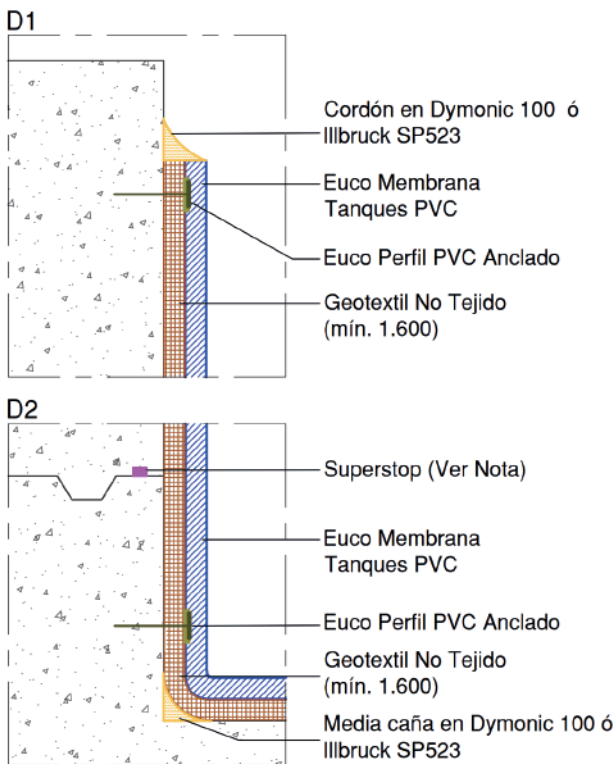 D1
Cordón en Dymonic 100 ó
Illbruck SP523
Euco Membrana
Tanques PVC
Euco Perfil PVC Anclado
Geotextil No Tejido
(mín. 1.600)
D2
Superstop (Ver Nota)
Euco Membrana
Tanques PVC
Euco Perfil PVC Anclado
Geotextil No Tejido
(mín. 1.600)
Media caña en Dymonic 100 ó
Illbruck SP523